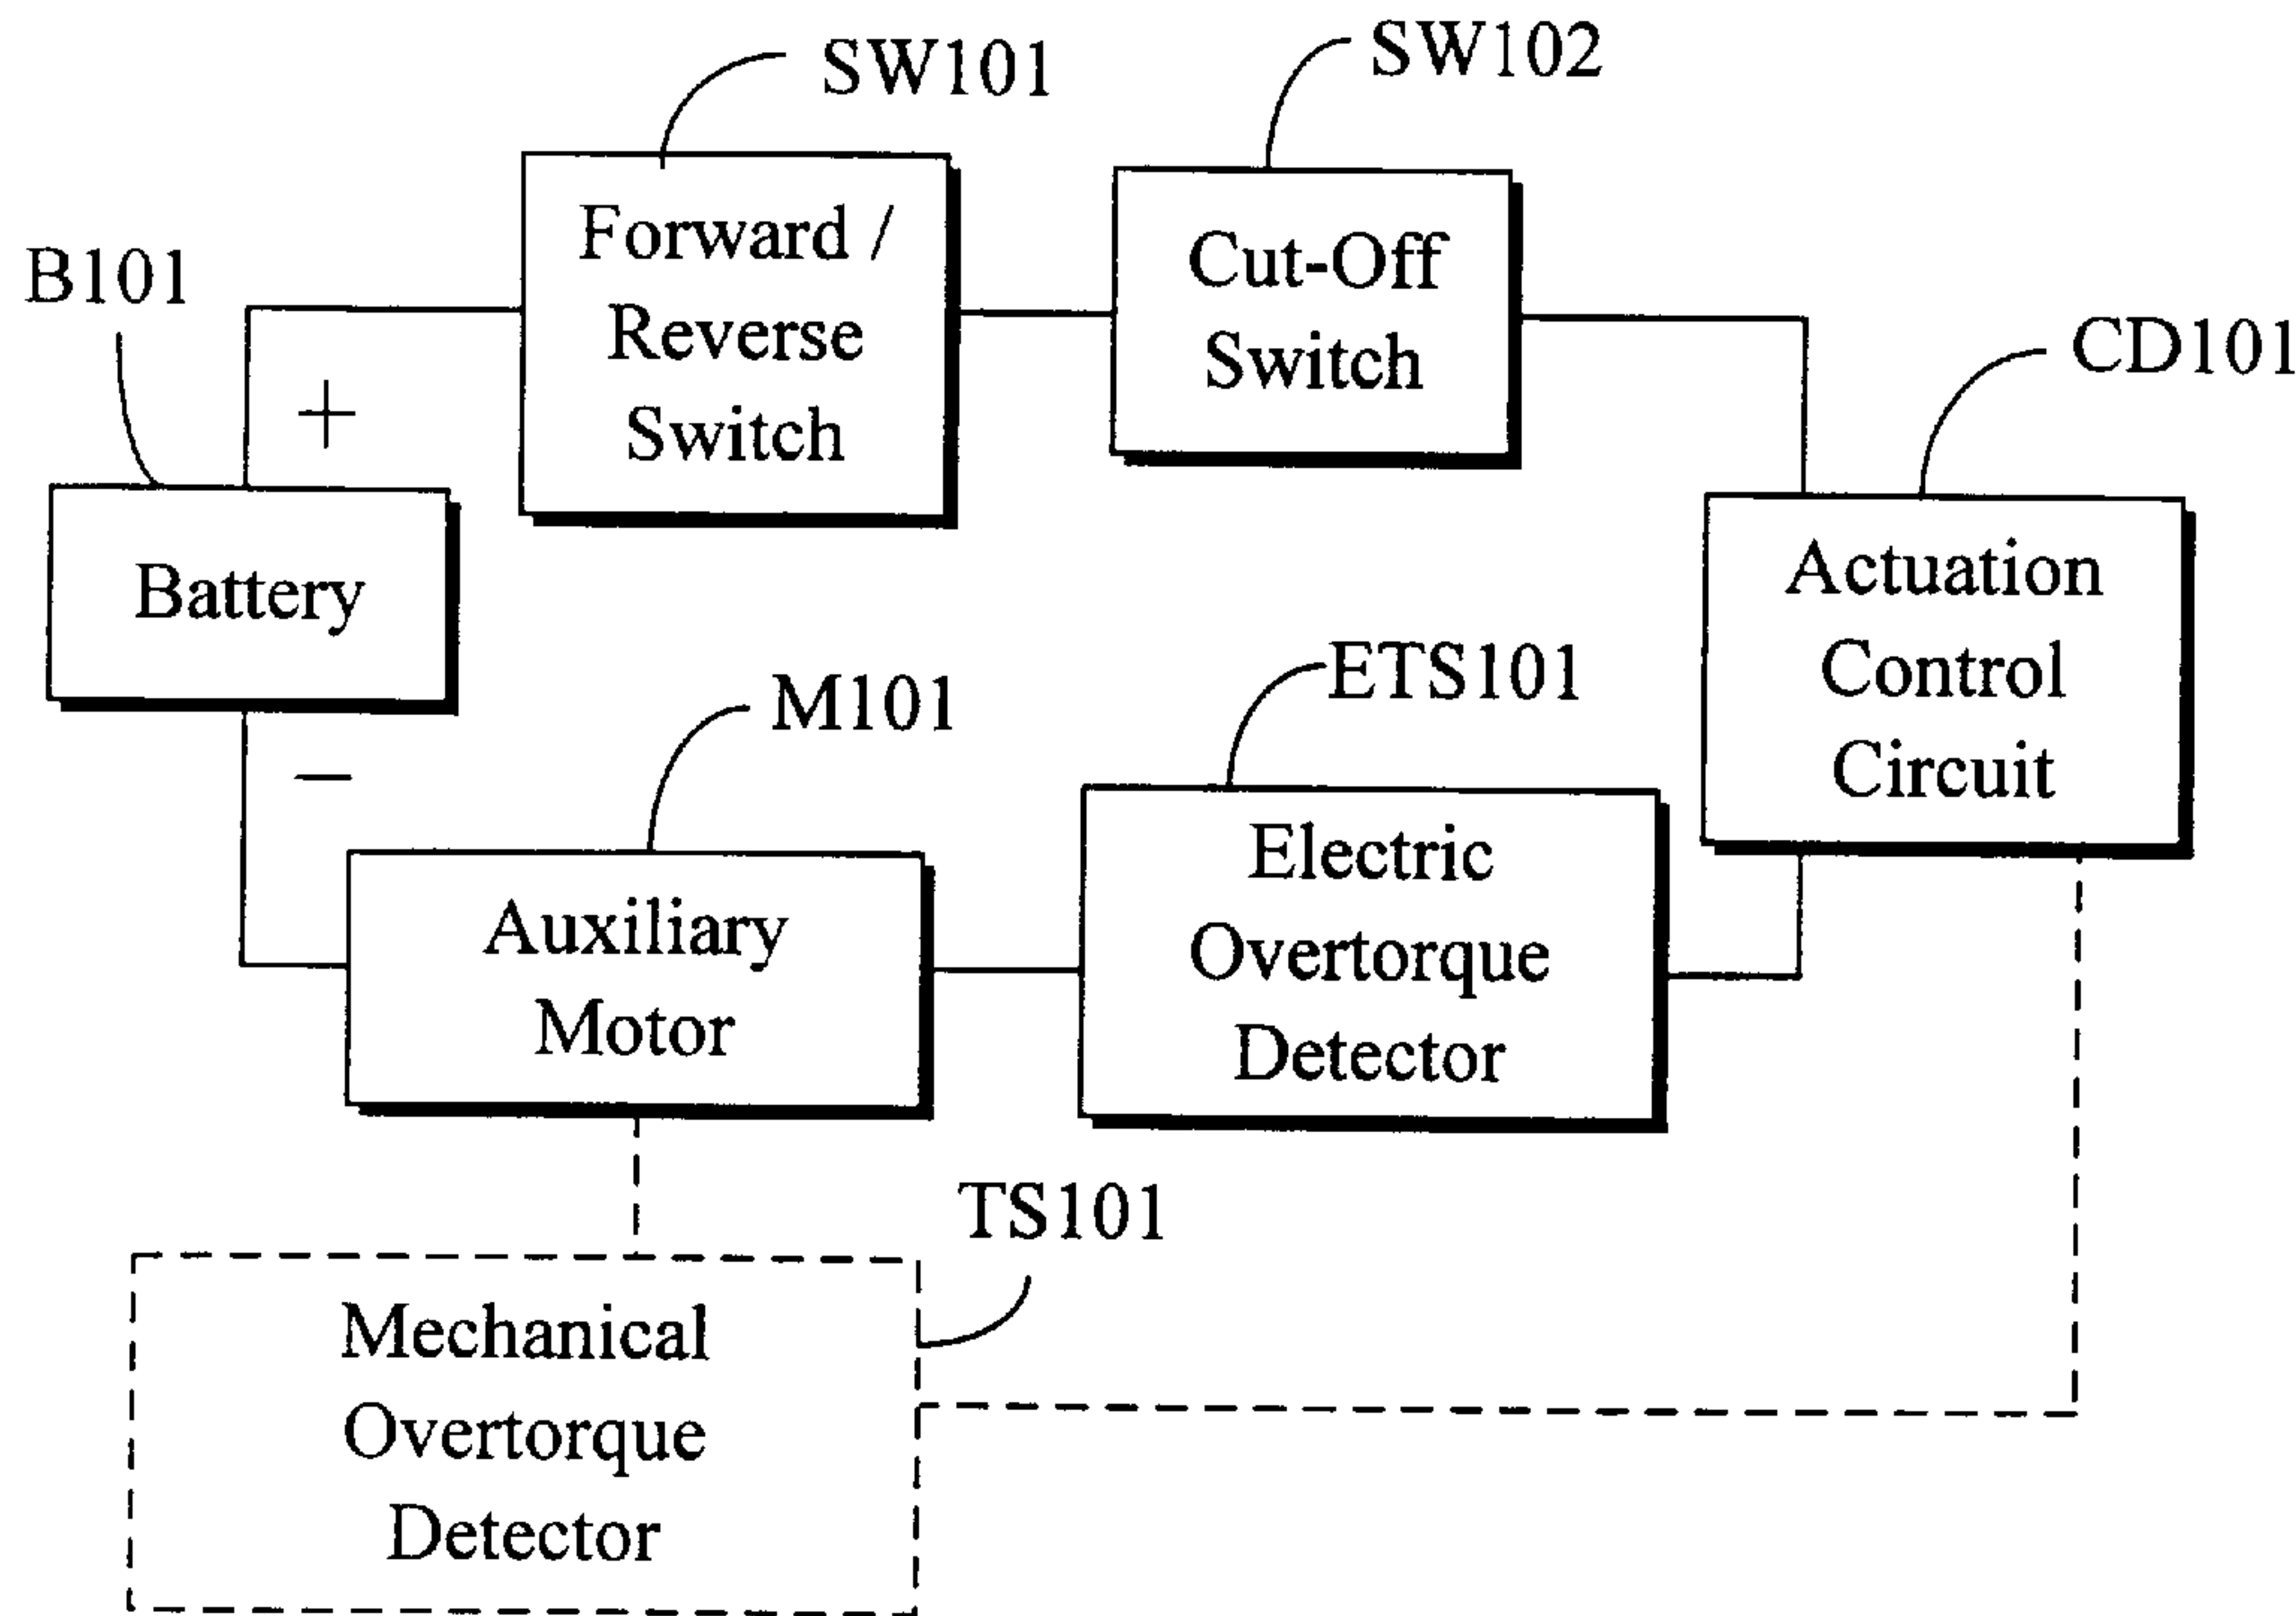 SW101
SW102
Forward /
Reverse
Switch
Cut-Off
Switch
B101
CD101
+
Battery
Actuation
Control
Circuit
ETS101
M101
−
Electric
Overtorque
Detector
Auxiliary
Motor
TS101
Mechanical
Overtorque
Detector